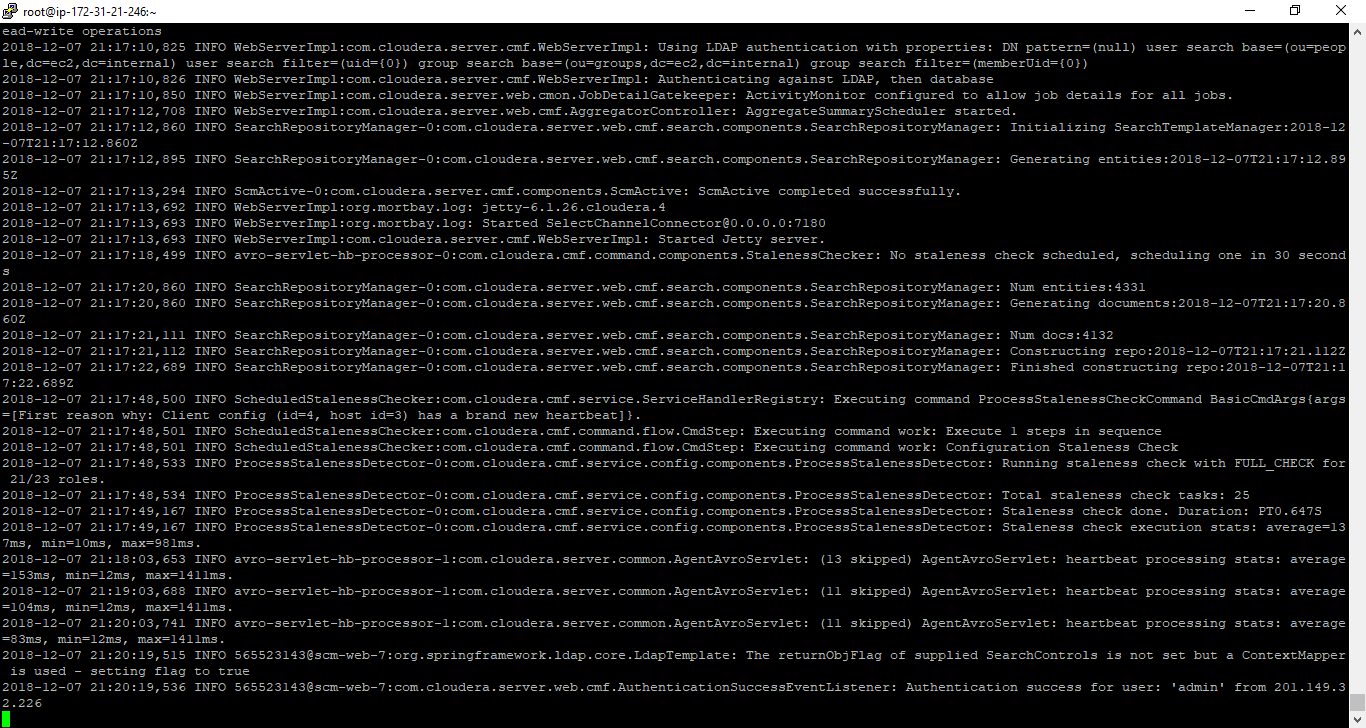 root@ip-172-31-21-246:~
ead-write operations
2018-12-07 21:17:10,825 INFO WebServerImpl:com.cloudera.server.cmf.WebServerImpl: Using LDAP authentication with properties: DN pattern=(null) user search base=(ou=peop
le,dc=ec2,dc=internal) user search filter=(uid={0}) group search base=(ou=groups,dc=ec2,dc=internal) group search filter=(memberUid={0})
2018-12-07 21:17:10,826 INFO WebServerImpl:com.cloudera.server.cmf.WebServerImpl: Authenticating against LDAP, then database
2018-12-07 21:17:10,850 INFO WebServerImpl:com.cloudera.server.web.cmon.JobDetailGatekeeper: ActivityMonitor configured to allow job details for all jobs.
2018-12-07 21:17:12,708 INFO WebServerImpl:com.cloudera.server.web.cmf.AggregatorController: AggregateSummaryScheduler started.
2018-12-07 21:17:12,860 INFO SearchRepositoryManager-0:com.cloudera.server.web.cmf.search.components.SearchRepositoryManager: Initializing SearchTemplateManager:2018-12
-07T21:17:12.860Z
2018-12-07 21:17:12,895 INFO SearchRepositoryManager-0:com.cloudera.server.web.cmf.search.components.SearchRepositoryManager: Generating entities:2018-12-07T21:17:12.89
5Z
2018-12-07 21:17:13,294 INFO ScmActive-0:com.cloudera.server.cmf.components.ScmActive: ScmActive completed successfully.
2018-12-07 21:17:13,692 INFO WebServerImpl:org.mortbay.log: jetty-6.1.26.cloudera.4
2018-12-07 21:17:13,693 INFO WebServerImpl:org.mortbay.log: Started SelectChannelConnector@0.0.0.0:7180
2018-12-07 21:17:13,693 INFO WebServerImpl:com.cloudera.server.cmf.WebServerImpl: Started Jetty server.
2018-12-07 21:17:18,499 INFO avro-servlet-hb-processor-0:com.cloudera.cmf.command.components.StalenessChecker: No staleness check scheduled, scheduling one in 30 second
s
2018-12-07 21:17:20,860 INFO SearchRepositoryManager-0:com.cloudera.server.web.cmf.search.components.SearchRepositoryManager: Num entities:4331
2018-12-07 21:17:20,860 INFO SearchRepositoryManager-0:com.cloudera.server.web.cmf.search.components.SearchRepositoryManager: Generating documents:2018-12-07T21:17:20.8
60Z
2018-12-07 21:17:21,111 INFO SearchRepositoryManager-0:com.cloudera.server.web.cmf.search.components.SearchRepositoryManager: Num docs:4132
2018-12-07 21:17:21,112 INFO SearchRepositoryManager-0:com.cloudera.server.web.cmf.search.components.SearchRepositoryManager: Constructing repo:2018-12-07T21:17:21.112Z
2018-12-07 21:17:22,689 INFO SearchRepositoryManager-0:com.cloudera.server.web.cmf.search.components.SearchRepositoryManager: Finished constructing repo:2018-12-07T21:1
7:22.689Z
2018-12-07 21:17:48,500 INFO ScheduledStalenessChecker:com.cloudera.cmf.service.ServiceHandlerRegistry: Executing command ProcessStalenessCheckCommand BasicCmdArgs{args
=[First reason why: Client config (id=4, host id=3) has a brand new heartbeat]}.
2018-12-07 21:17:48,501 INFO ScheduledStalenessChecker:com.cloudera.cmf.command.flow.CmdStep: Executing command work: Execute 1 steps in sequence
2018-12-07 21:17:48,501 INFO ScheduledStalenessChecker:com.cloudera.cmf.command.flow.CmdStep: Executing command work: Configuration Staleness Check
2018-12-07 21:17:48,533 INFO ProcessStalenessDetector-0:com.cloudera.cmf.service.config.components.ProcessStalenessDetector: Running staleness check with FULL_CHECK for
 21/23 roles.
2018-12-07 21:17:48,534 INFO ProcessStalenessDetector-0:com.cloudera.cmf.service.config.components.ProcessStalenessDetector: Total staleness check tasks: 25
2018-12-07 21:17:49,167 INFO ProcessStalenessDetector-0:com.cloudera.cmf.service.config.components.ProcessStalenessDetector: Staleness check done. Duration: PT0.647S
2018-12-07 21:17:49,167 INFO ProcessStalenessDetector-0:com.cloudera.cmf.service.config.components.ProcessStalenessDetector: Staleness check execution stats: average=13
7ms, min=10ms, max=981ms.
2018-12-07 21:18:03,653 INFO avro-servlet-hb-processor-1:com.cloudera.server.common.AgentAvroServlet: (13 skipped) AgentAvroServlet: heartbeat processing stats: average
=153ms, min=12ms, max=1411ms.
2018-12-07 21:19:03,688 INFO avro-servlet-hb-processor-1:com.cloudera.server.common.AgentAvroServlet: (11 skipped) AgentAvroServlet: heartbeat processing stats: average
=104ms, min=12ms, max=1411ms.
2018-12-07 21:20:03,741 INFO avro-servlet-hb-processor-1:com.cloudera.server.common.AgentAvroServlet: (11 skipped) AgentAvroServlet: heartbeat processing stats: average
=83ms, min=12ms, max=1411ms.
2018-12-07 21:20:19,515 INFO 565523143@scm-web-7:org.springframework.ldap.core.LdapTemplate: The returnObjFlag of supplied SearchControls is not set but a ContextMapper
 is used - setting flag to true
2018-12-07 21:20:19,536 INFO 565523143@scm-web-7:com.cloudera.server.web.cmf.AuthenticationSuccessEventListener: Authentication success for user: 'admin' from 201.149.3
2.226